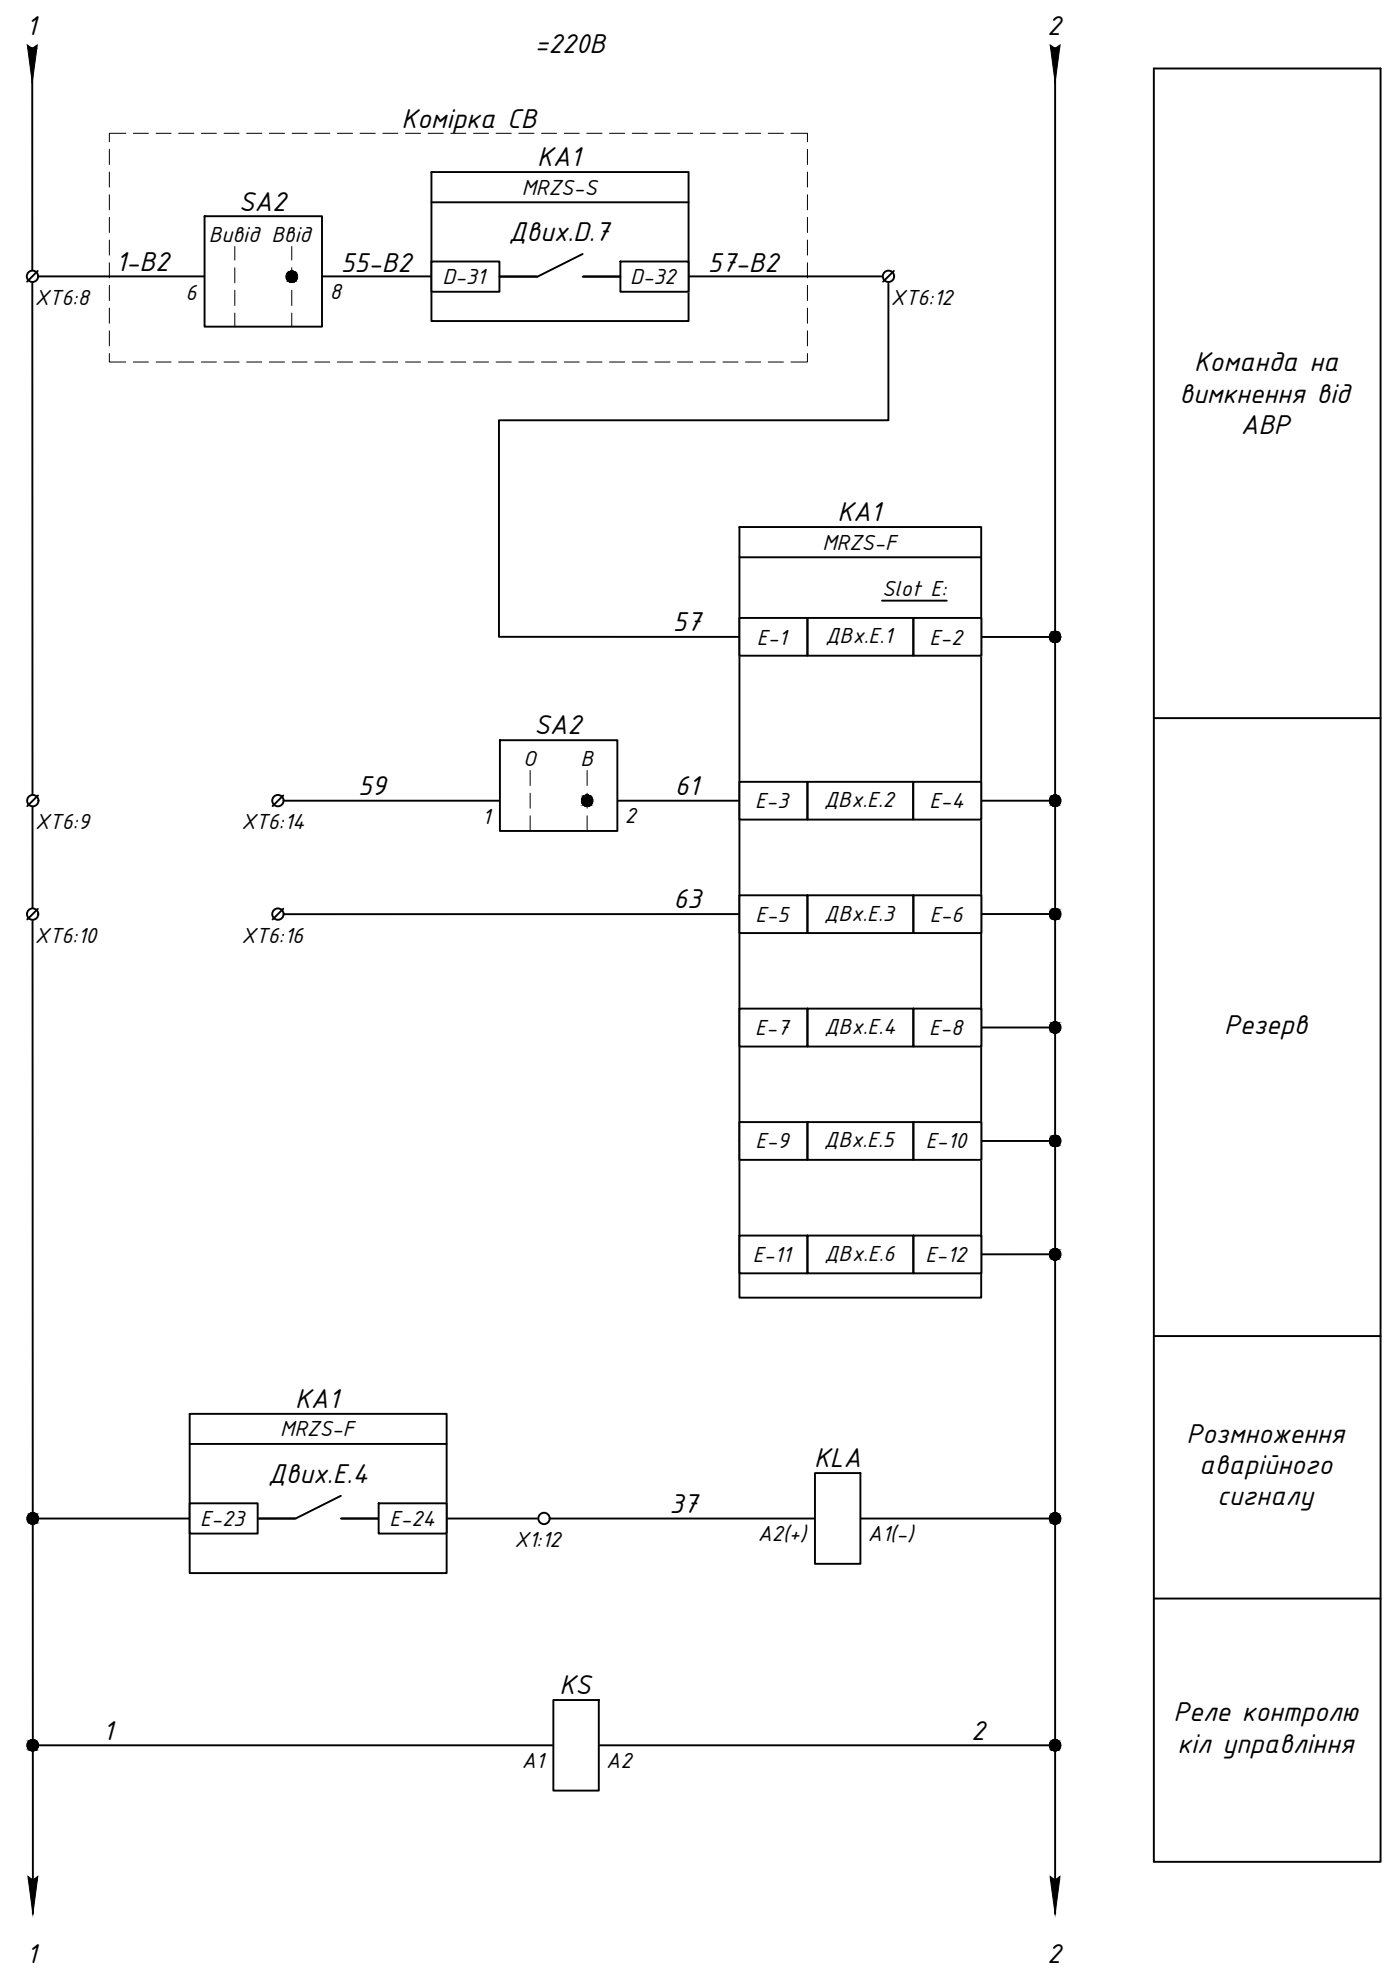 1
2
=220В
Комірка СВ
KA1
MRZS-S
SA2
Вивід Ввід
Двих.D.7
1-В2
55-В2
D-31
D-32
57-В2
XT6:8
6
8
XT6:12
Команда на
вимкнення від
АВР
KA1
MRZS-F
Slot E:
57
E-1
ДВх.E.1
E-2
SA2
О
В
59
61
E-3
ДВх.E.2
E-4
XT6:9
XT6:14
1
2
63
E-5
ДВх.E.3
E-6
XT6:10
XT6:16
E-7
ДВх.E.4
E-8
Резерв
E-9
ДВх.E.5
E-10
E-11
ДВх.E.6
E-12
KA1
MRZS-F
Двих.E.4
E-23
E-24
X1:12
37
KLA
A2(+)
A1(-)
Розмноження
аварійного
сигналу
KS
1
2
A1
A2
Реле контролю
кіл управління
1
2